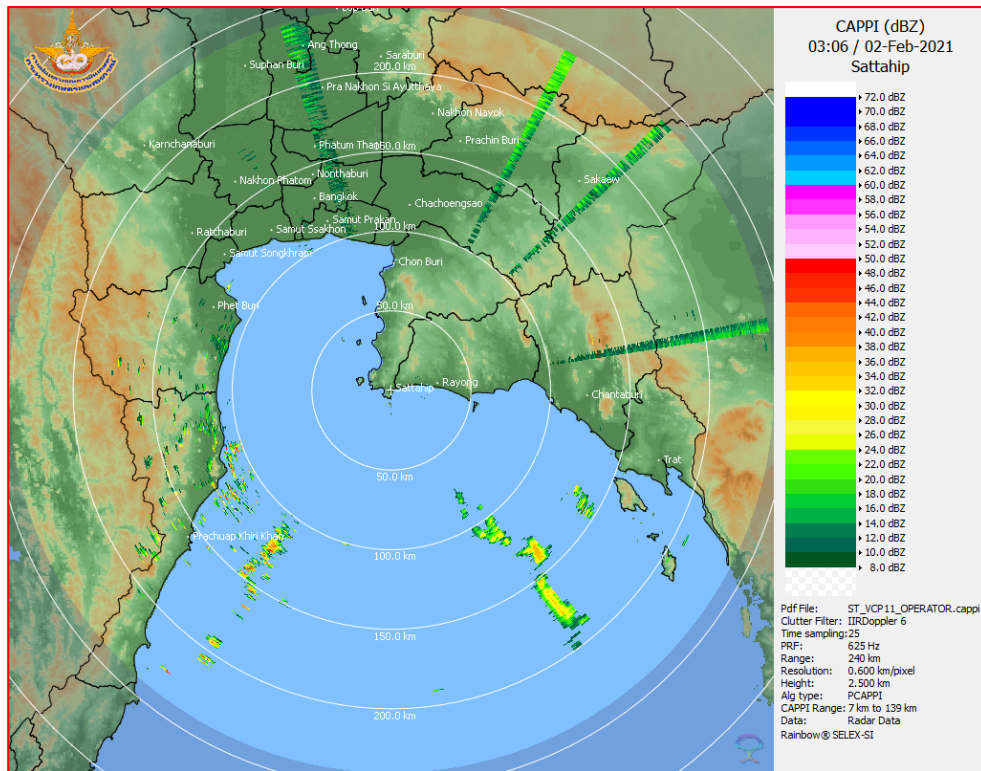 Ang Thong
Saraburi
200.0 km
Suphan Buri
Pra Nakhon Si Ayutthaya
Nakhon Nayok
Karnchanaburi
Phatum Thani
150.0 km
Prachin Buri
Nakhon Phatom
Nonthaburi
Sakaaw
Bangkok
Chachoengsao
Samut Prakan
Ratchaburi
Samut Ssakhon
100.0 km
Samut Songkhram
Chon Buri
Phet Buri
50.0 km
Sattahip
Rayong
Chantaburi
Trat
50.0 km
Prachuap Khiri Khan
100.0 km
150.0 km
200.0 km
CAPPI (dBZ)
03:06 / 02-Feb-2021
Sattahip
72.0 dBZ
70.0 dBZ
68.0 dBZ
66.0 dBZ
64.0 dBZ
62.0 dBZ
60.0 dBZ
58.0 dBZ
56.0 dBZ
54.0 dBZ
52.0 dBZ
50.0 dBZ
48.0 dBZ
46.0 dBZ
44.0 dBZ
42.0 dBZ
40.0 dBZ
38.0 dBZ
36.0 dBZ
34.0 dBZ
32.0 dBZ
30.0 dBZ
28.0 dBZ
26.0 dBZ
24.0 dBZ
22.0 dBZ
20.0 dBZ
18.0 dBZ
16.0 dBZ
14.0 dBZ
12.0 dBZ
10.0 dBZ
8.0 dBZ
Pdf File: ST_VCP11_OPERATOR.cappi
Clutter Filter: IIRDoppler 6
Time sampling:25
PRF: 625 Hz
Range: 240 km
Resolution: 0.600 km/pixel
Height: 2.500 km
Alg type: PCAPPI
CAPPI Range: 7 km to 139 km
Data: Radar Data
Rainbow® SELEX-SI